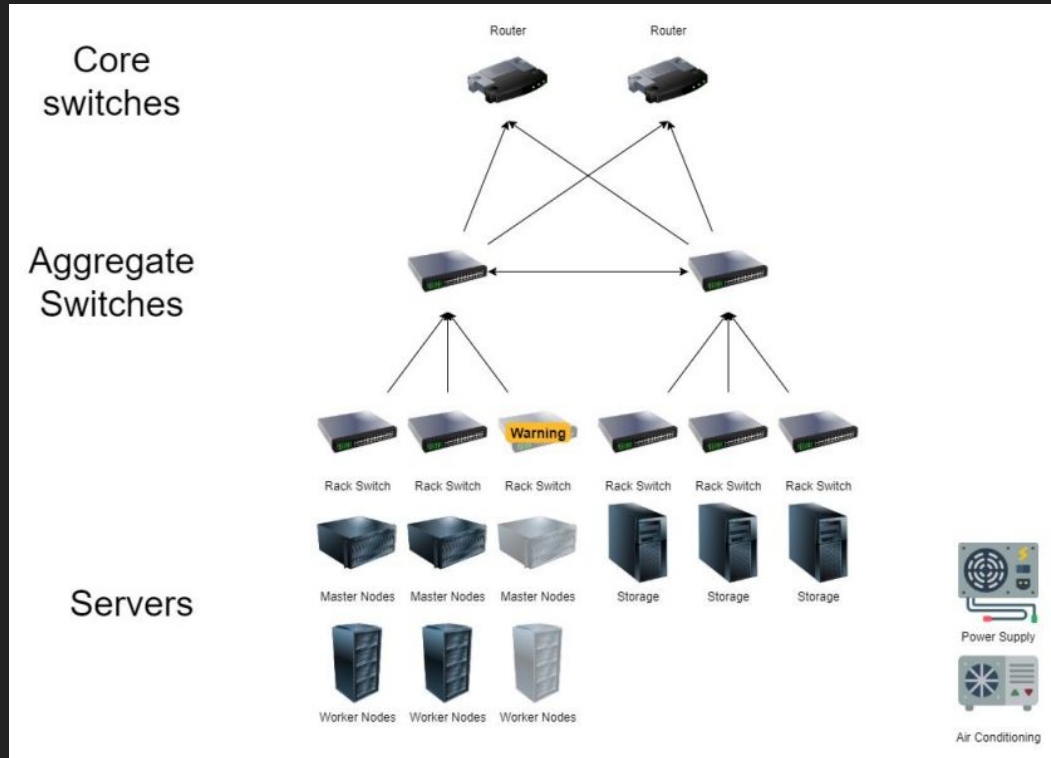 Router Router
Core
switches
Aggregate
Switches
Warning
Rack Switch Rack Switch Rack Switch Rack Switch Rack Switch Rack Switch
Master Nodes Master Nodes Master Nodes Storage Storage Storage
Servers
Power Supply
Worker Nodes Worker Nodes Worker Nodes
Air Conditioning